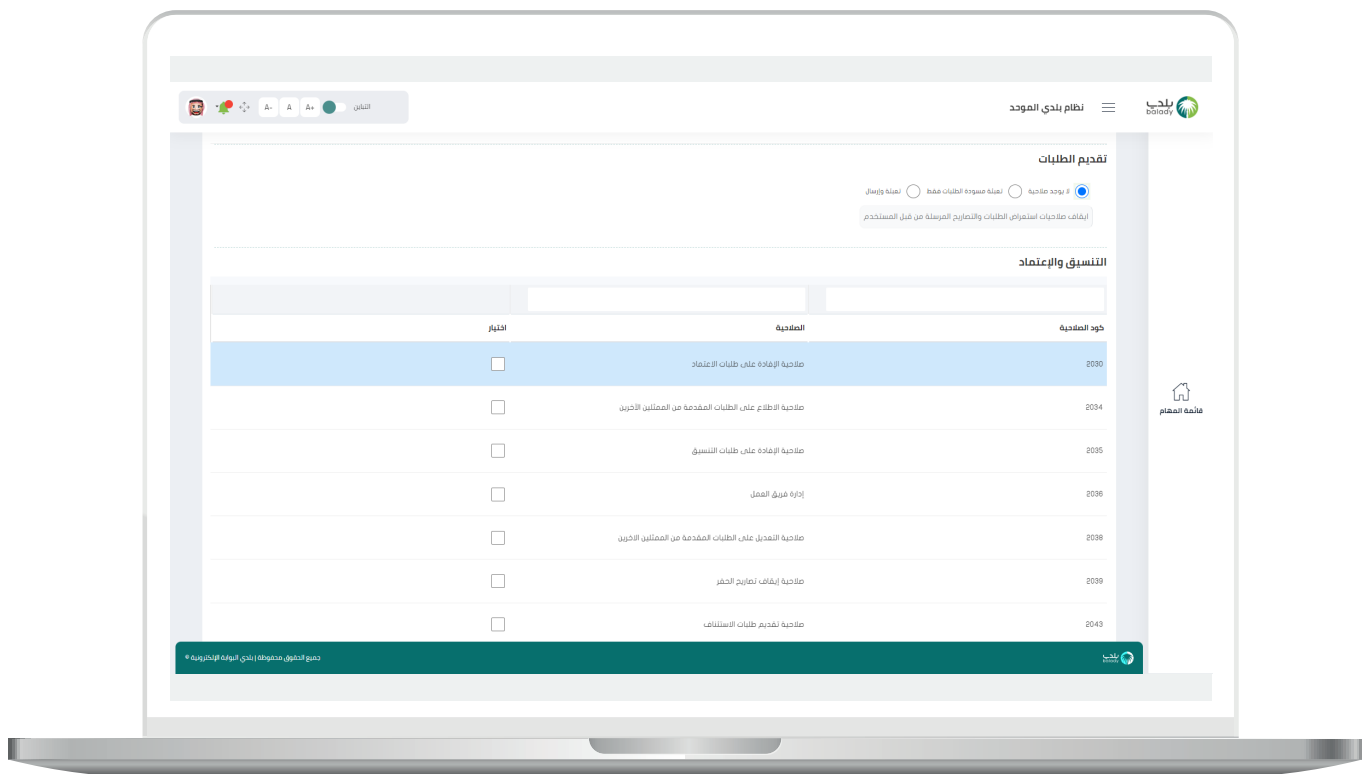 بلدي
balady
نظام بلدي الموحد
التباين
A+ A A-
تقديم الطلبات
لا يوجد صلاحية تعبئة مسودة الطلبات فقط تعبئة وإرسال
ايقاف صلاحيات استعراض الطلبات والتصاريح المرسلة من قبل المستخدم
التنسيق والإعتماد
كود الصلاحية الصلاحية اختيار
2030 صلاحية الإفادة على طلبات الاعتماد
2034 صلاحية الاطلاع على الطلبات المقدمة من الممثلين الآخرين
2035 صلاحية الإفادة على طلبات التنسيق
2036 إدارة فريق العمل
2038 صلاحية التعديل على الطلبات المقدمة من الممثلين الاخرين
2039 صلاحية إيقاف تصاريح الحفر
2043 صلاحية تقديم طلبات الاستئناف
قائمة المهام
بلدي
balady
جميع الحقوق محفوظة | بلدي البوابة الإلكترونية ©